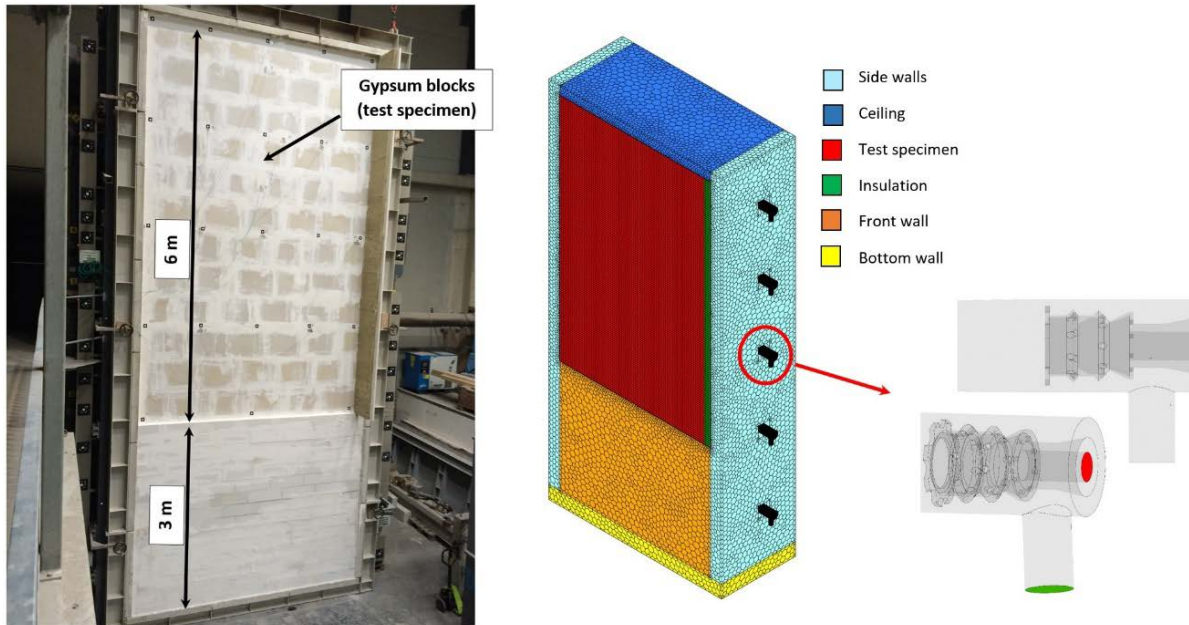 Gypsum blocks
(test specimen)
6 m
3 m
Side walls
Ceiling
Test specimen
Insulation
Front wall
Bottom wall